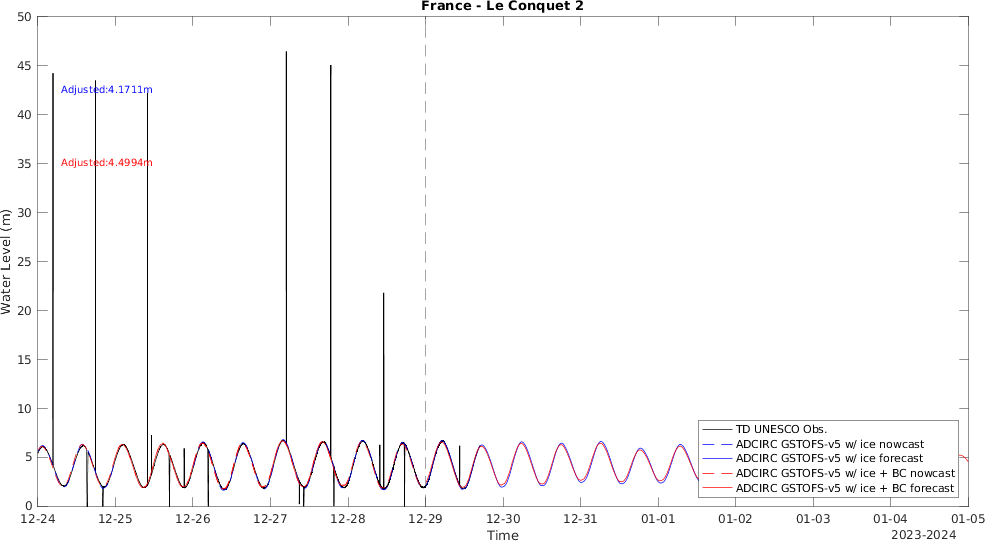 France - Le Conquet 2
50
45
40
35
30
25
20
15
10
5
0
Water Level (m)
Adjusted:4.1711m
Adjusted:4.4994m
TD UNESCO Obs.
ADCIRC GSTOFS-v5 w/ ice nowcast
ADCIRC GSTOFS-v5 w/ ice forecast
ADCIRC GSTOFS-v5 w/ ice + BC nowcast
ADCIRC GSTOFS-v5 w/ ice + BC forecast
12-24 12-25 12-26 12-27 12-28 12-29 12-30 12-31 01-01 01-02 01-03 01-04 01-05
Time
2023-2024